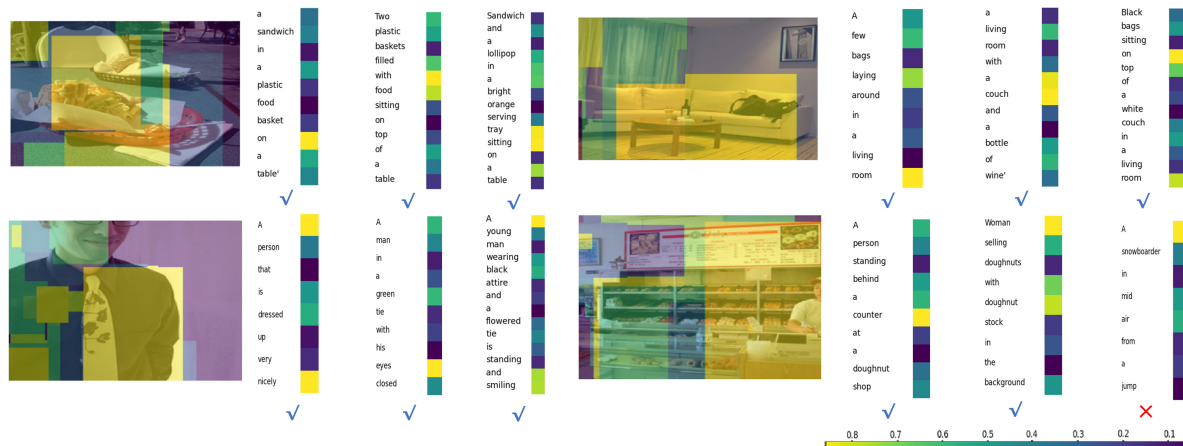 a
sandwich
in
a
plastic
food
basket
on
a
table'
Two
plastic
baskets
filled
with
food
sitting
on
top
of
a
table
Sandwich
and
a
lollipop
in
a
bright
orange
serving
tray
sitting
on
a
table
A
few
bags
laying
around
in
a
living
room
a
living
room
with
a
couch
and
a
bottle
of
wine'
Black
bags
sitting
on
top
of
a
white
couch
in
a
living
room
A
person
that
is
dressed
up
very
nicely
A
man
in
a
green
tie
with
his
eyes
closed
A
young
man
wearing
black
attire
and
a
flowered
tie
is
standing
and
smiling
A
person
standing
behind
a
counter
at
a
doughnut
shop
Woman
selling
doughnuts
with
doughnut
stock
in
the
background
A
snowboarder
in
mid
air
from
a
jump
0.8 0.7 0.6 0.5 0.4 0.3 0.2 0.1